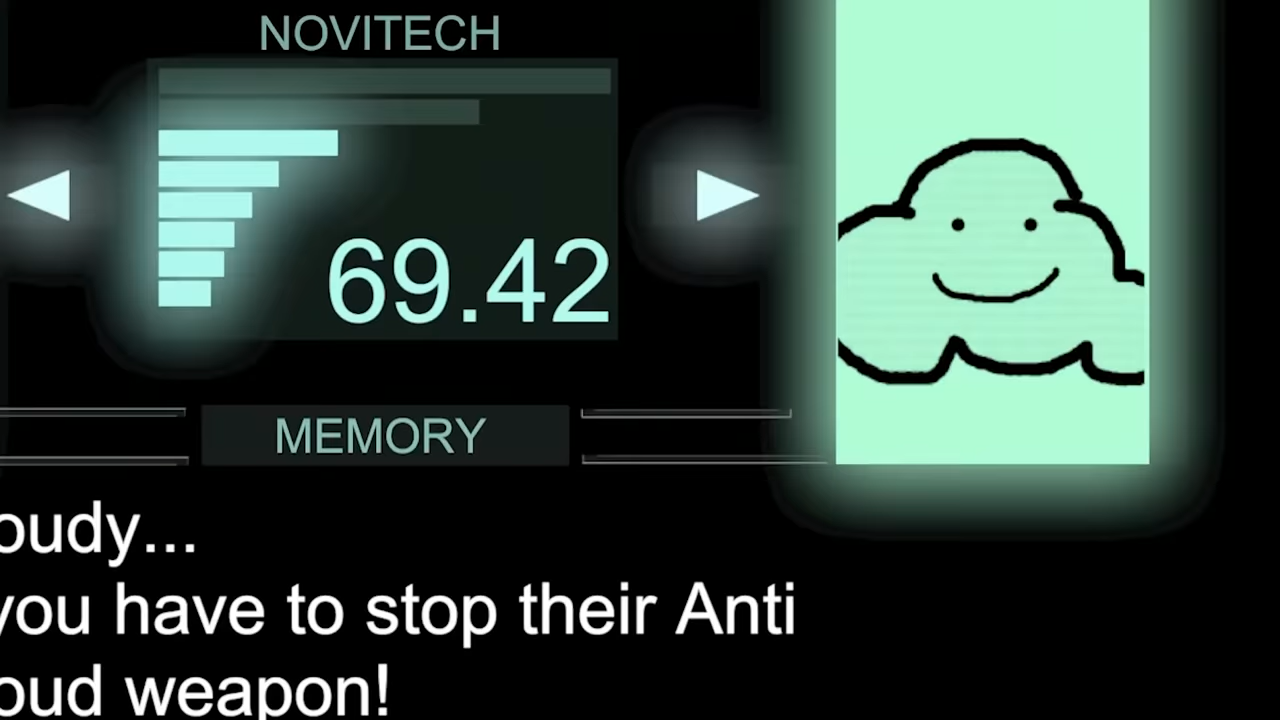 NOVITECH
69.42
MEMORY
oudy...
you have to stop their Anti
oud weapon!